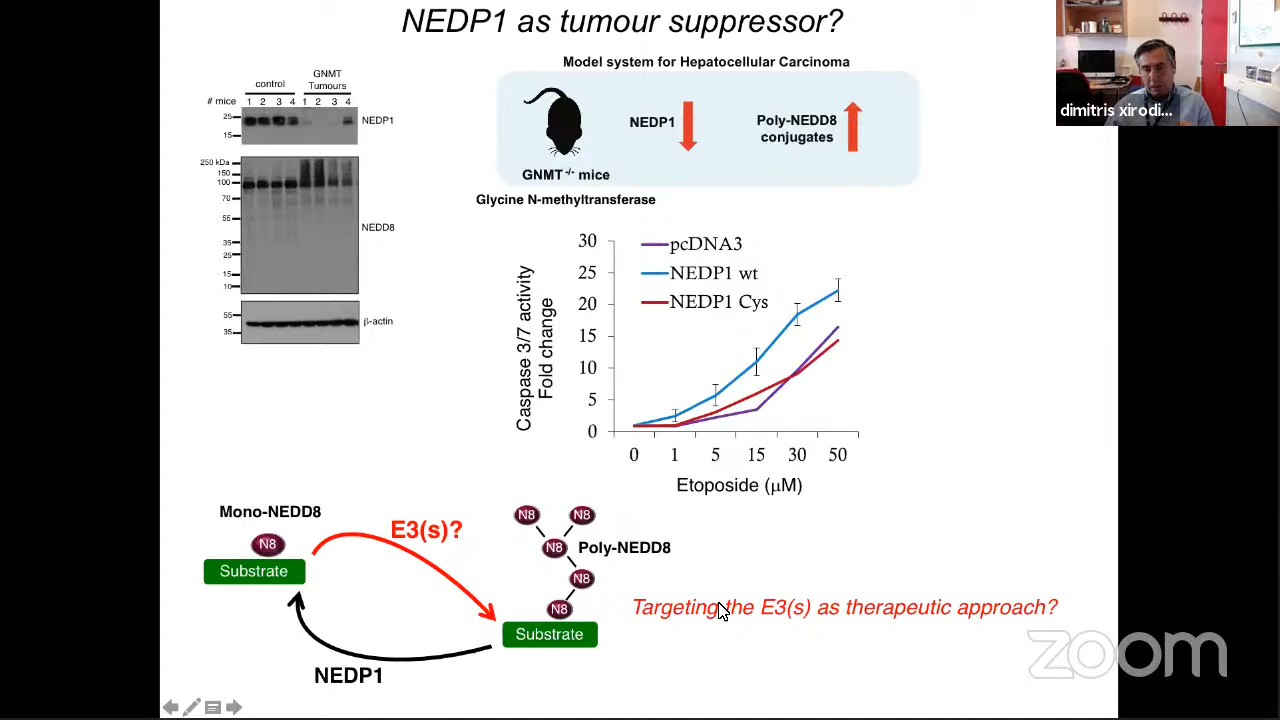 NEDP1 as tumour suppressor?
dimitris xirodi...
GNMT
control Tumours
# mice 1 2 3 4 1 2 3 4
25
15
NEDP1
250 kDa
150
100
70
55
35
25
15
10
NEDD8
55
35
β-actin
Model system for Hepatocellular Carcinoma
NEDP1
Poly-NEDD8
conjugates
GNMT -/- mice
Glycine N-methyltransferase
Caspase 3/7 activity
Fold change
30
25
20
15
10
5
0
pcDNA3
NEDP1 wt
NEDP1 Cys
0 1 5 15 30 50
Etoposide (µM)
Mono-NEDD8
N8
Substrate
E3(s)?
NEDP1
N8 N8
N8 Poly-NEDD8
N8
N8
Substrate
Targeting the E3(s) as therapeutic approach?
zoom